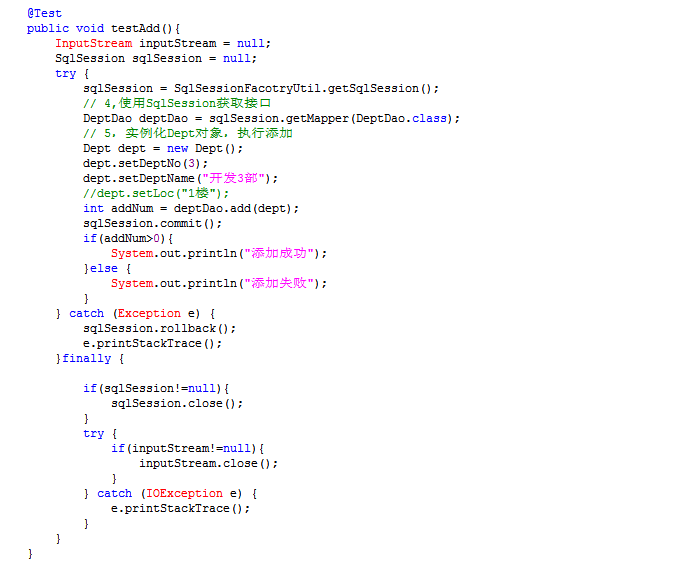 @Test
public void testAdd(){
InputStream inputStream = null;
SqlSession sqlSession = null;
try {
sqlSession = SqlSessionFacotryUtil.getSqlSession();
// 4,使用SqlSession获取接口
DeptDao deptDao = sqlSession.getMapper(DeptDao.class);
// 5，实例化Dept对象，执行添加
Dept dept = new Dept();
dept.setDeptNo(3);
dept.setDeptName("开发3部");
//dept.setLoc("1楼");
int addNum = deptDao.add(dept);
sqlSession.commit();
if(addNum>0){
System.out.println("添加成功");
}else {
System.out.println("添加失败");
}
} catch (Exception e) {
sqlSession.rollback();
e.printStackTrace();
}finally {
if(sqlSession!=null){
sqlSession.close();
}
try {
if(inputStream!=null){
inputStream.close();
}
} catch (IOException e) {
e.printStackTrace();
}
}
}